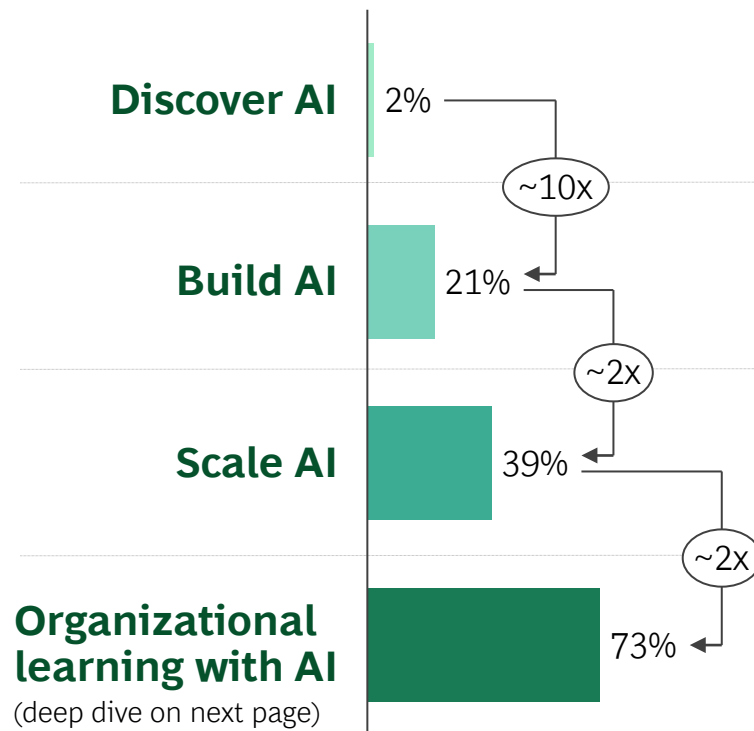 Discover AI
2%
~10x
Build AI
21%
~2x
Scale AI
39%
~2x
Organizational
learning with AI
(deep dive on next page)
73%